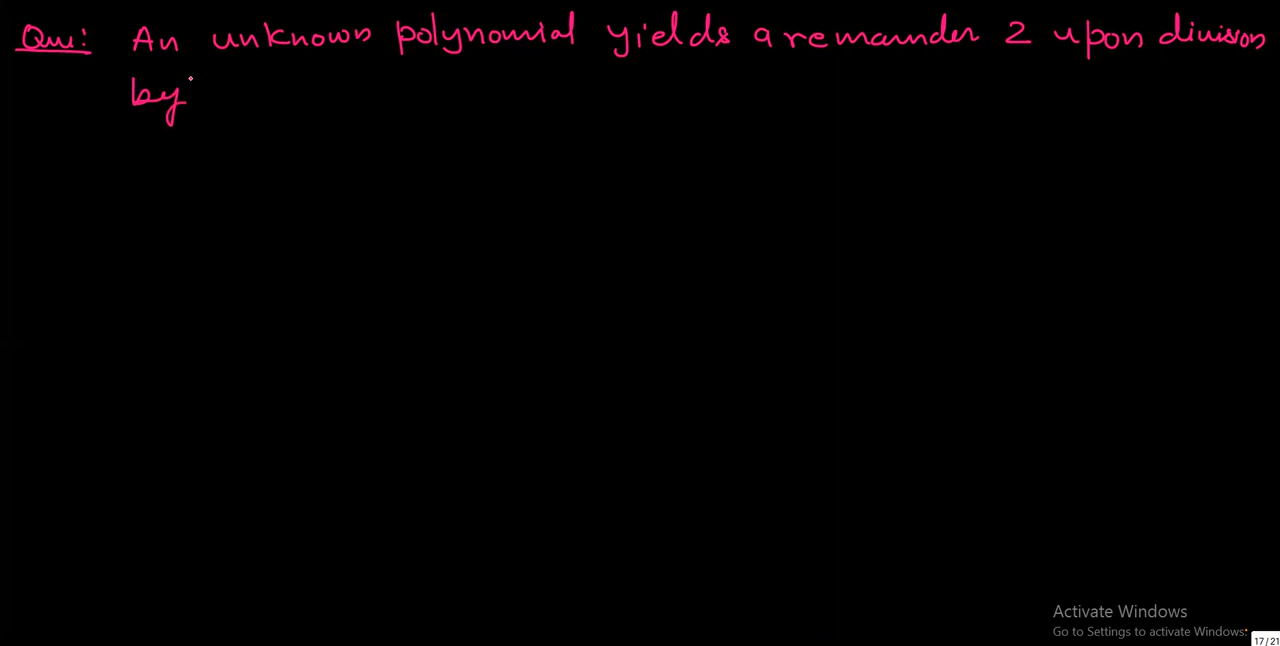 Que: An unknown polynomial yields a remainder 2 upon division
by
Activate Windows
Go to Settings to activate Windows.
17/21